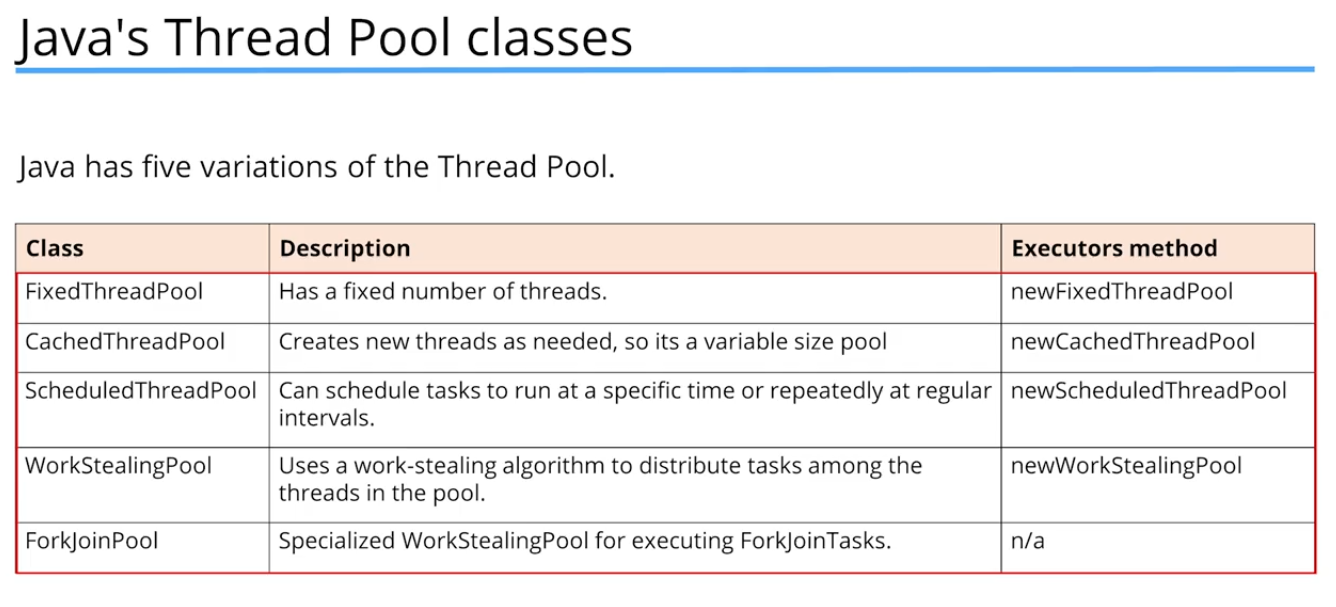 Java's Thread Pool classes
Java has five variations of the Thread Pool.
Class Description Executors method
FixedThreadPool Has a fixed number of threads. newFixedThreadPool
CachedThreadPool Creates new threads as needed, so its a variable size pool newCachedThreadPool
ScheduledThreadPool Can schedule tasks to run at a specific time or repeatedly at regular newScheduledThreadPool
intervals.
WorkStealingPool Uses a work-stealing algorithm to distribute tasks among the newWorkStealingPool
threads in the pool.
ForkJoinPool Specialized WorkStealingPool for executing ForkJoinTasks. n/a